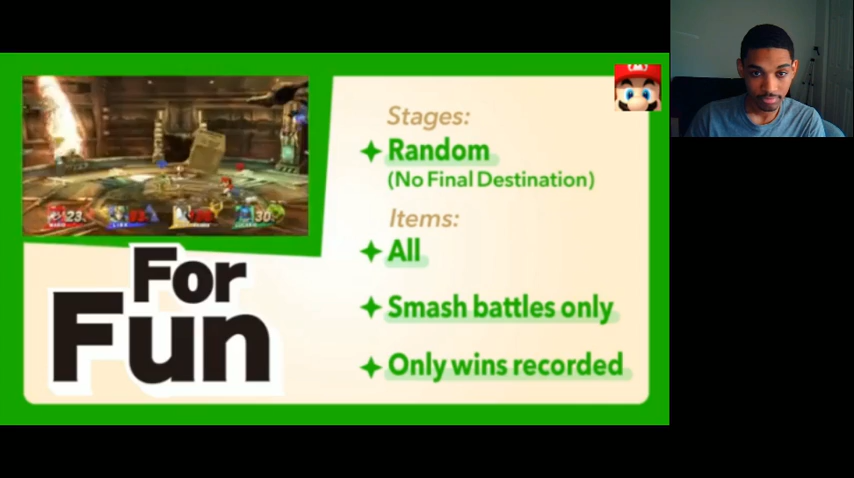 For
Fun
Stages:
Random
(No Final Destination)
Items:
All
Smash battles only
Only wins recorded